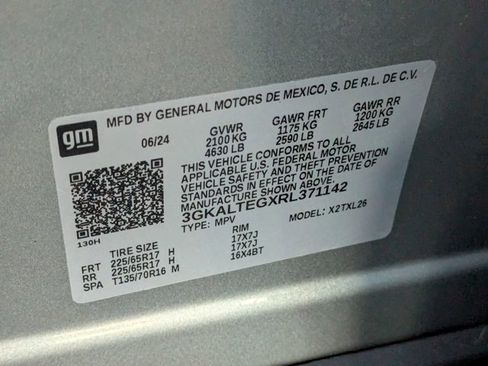 gm
MFD BY GENERAL MOTORS DE MEXICO, S. DE R.L. DE C.V.
06/24 GVWR GAWR FRT GAWR RR
2100 KG 1175 KG 1200 KG
4630 LB 2590 LB 2645 LB
THIS VEHICLE CONFORMS TO ALL
APPLICABLE U.S. FEDERAL MOTOR
VEHICLE SAFETY AND THEFT PREVENTION
STANDARDS IN EFFECT ON THE DATE OF
MANUFACTURE SHOWN ABOVE.
3GKALTEGXRL371142
TYPE: MPV MODEL: X2TXL26
130H
TIRE SIZE RIM
FRT 225/65R17 H 17X7J
RR 225/65R17 H 17X7J
SPA T135/70R16 M 16X4BT